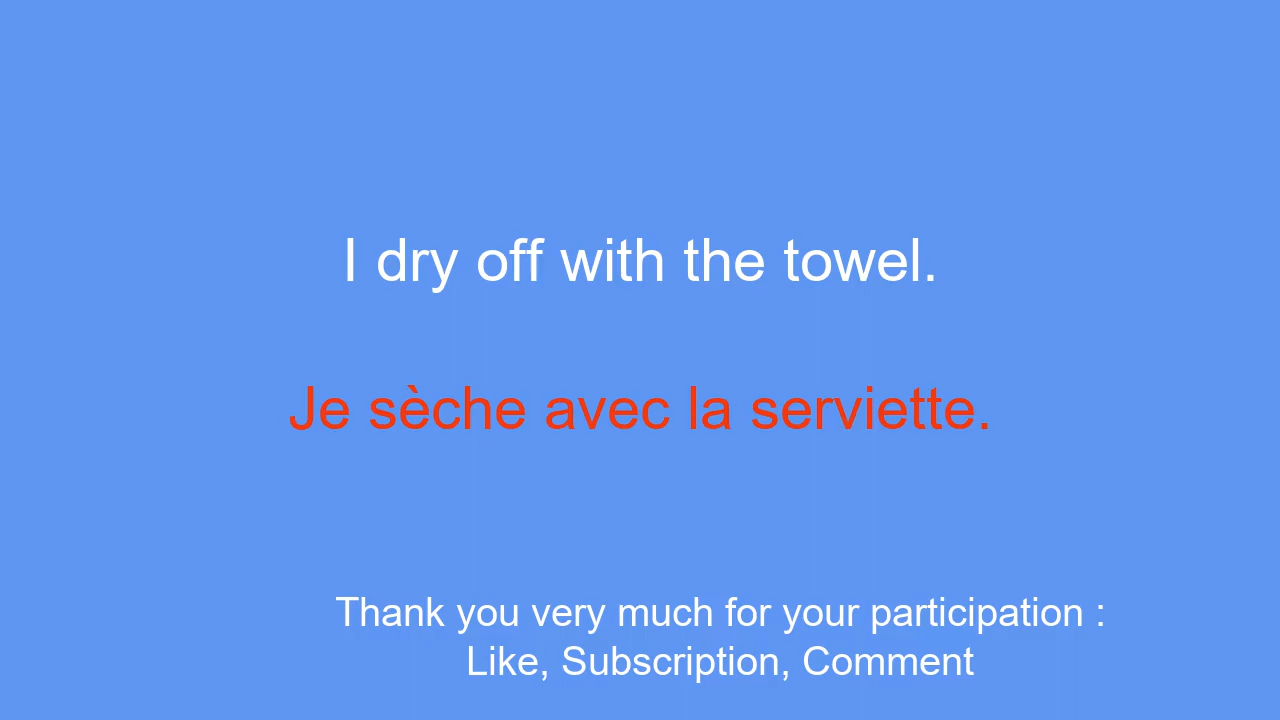 I dry off with the towel.
Je sèche avec la serviette.
Thank you very much for your participation :
Like, Subscription, Comment